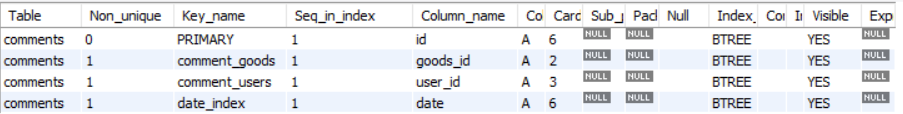 Table Non_unique Key_name Seq_in_index Column_name Co Card Sub_ Pack Null Index_ Co In Visible Exp
comments 0 PRIMARY 1 id A 6 NULL NULL BTREE YES NULL
comments 1 comment_goods 1 goods_id A 2 NULL NULL BTREE YES NULL
comments 1 comment_users 1 user_id A 3 NULL NULL BTREE YES NULL
comments 1 date_index 1 date A 6 NULL NULL BTREE YES NULL